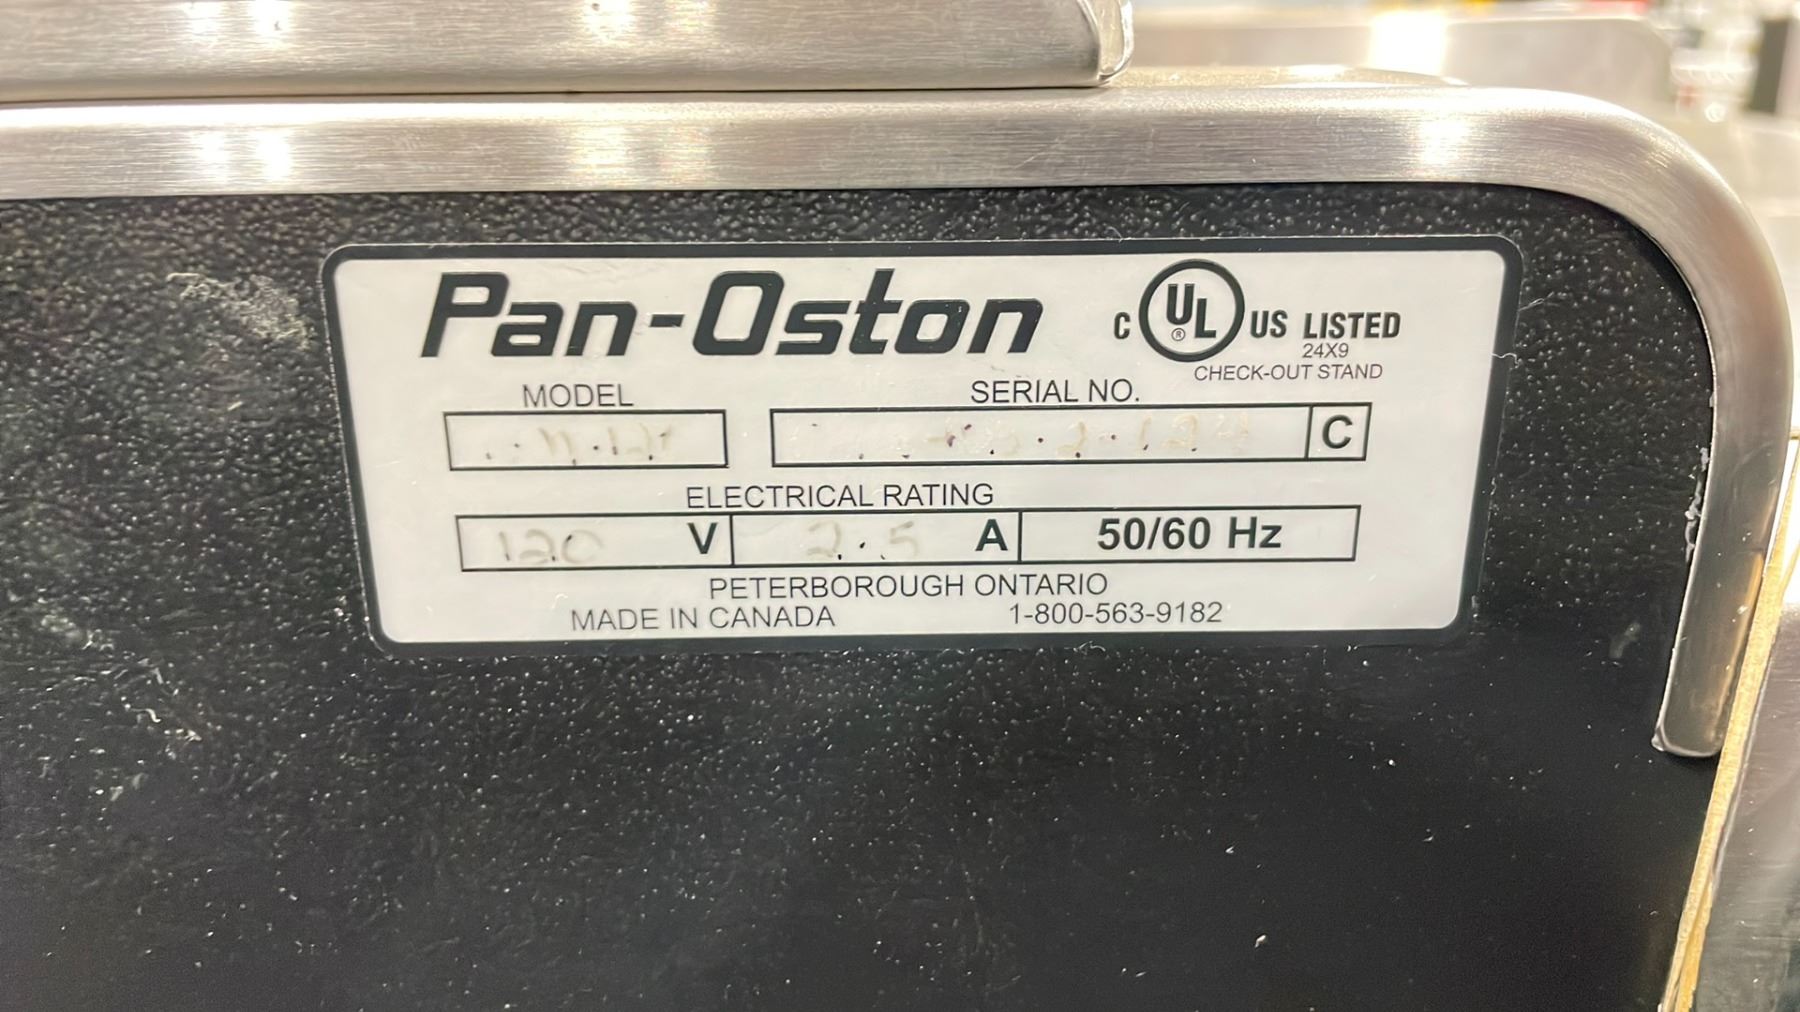 Pan-Oston
C UL ® US LISTED
24X9
CHECK-OUT STAND
MODEL SERIAL NO.
C
ELECTRICAL RATING
120 V 2.5 A 50/60 Hz
PETERBOROUGH ONTARIO
MADE IN CANADA 1-800-563-9182